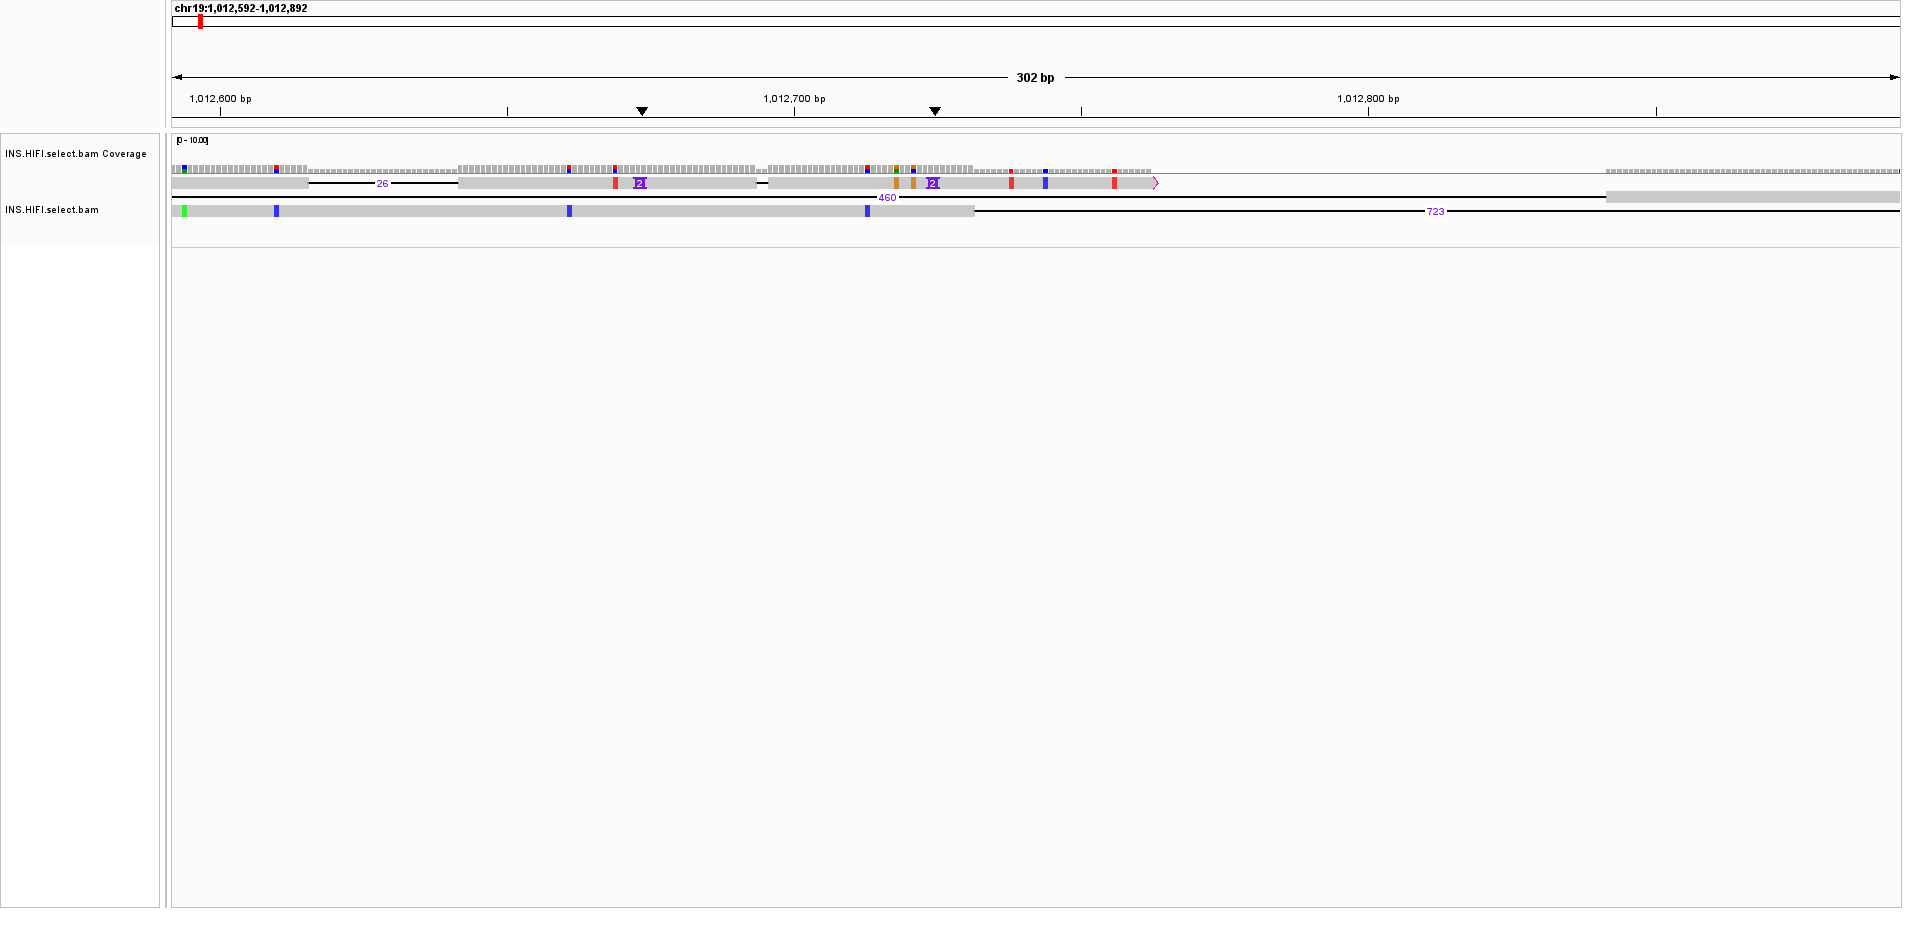 chr19:1,012,592-1,012,892
302 bp
1,012,600 bp 1,012,700 bp 1,012,800 bp
[0 - 10.00]
INS.HIFI.select.bam Coverage
26 2 2
460
INS.HIFI.select.bam
723